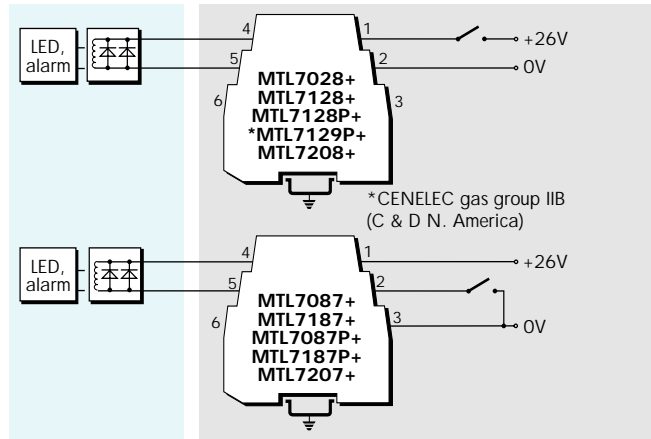 4 1
LED,
alarm
+26V
5 2
0V
MTL7028+
6 3
MTL7128+
MTL7128P+
*MTL7129P+
MTL7208+
*CENELEC gas group IIB
(C & D N. America)
4 1
LED,
alarm
+26V
5 2
MTL7087+
6 3
0V
MTL7187+
MTL7087P+
MTL7187P+
MTL7207+